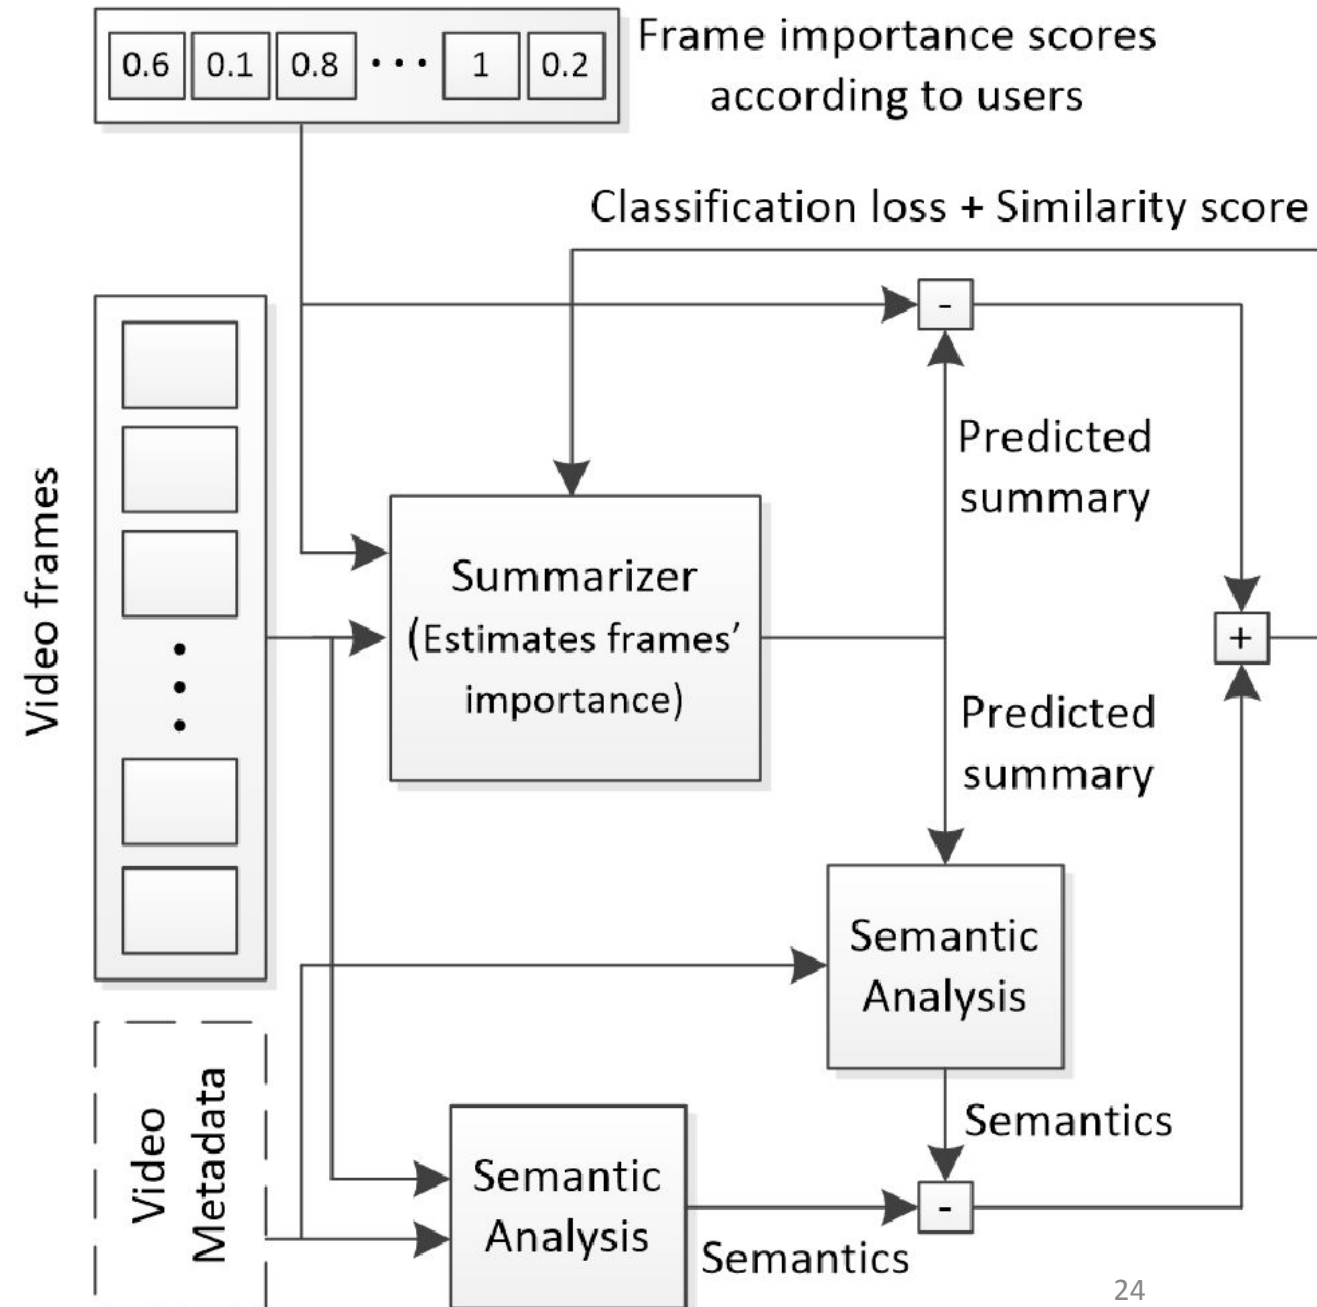 0.6 0.1 0.8 ... 1 0.2
Frame importance scores
according to users
Classification loss + Similarity score
-
Video frames
Predicted
summary
Summarizer
(Estimates frames’
importance)
+
Predicted
summary
Semantic
Analysis
Video
Metadata
Semantics
Semantic
Analysis
-
Semantics
24